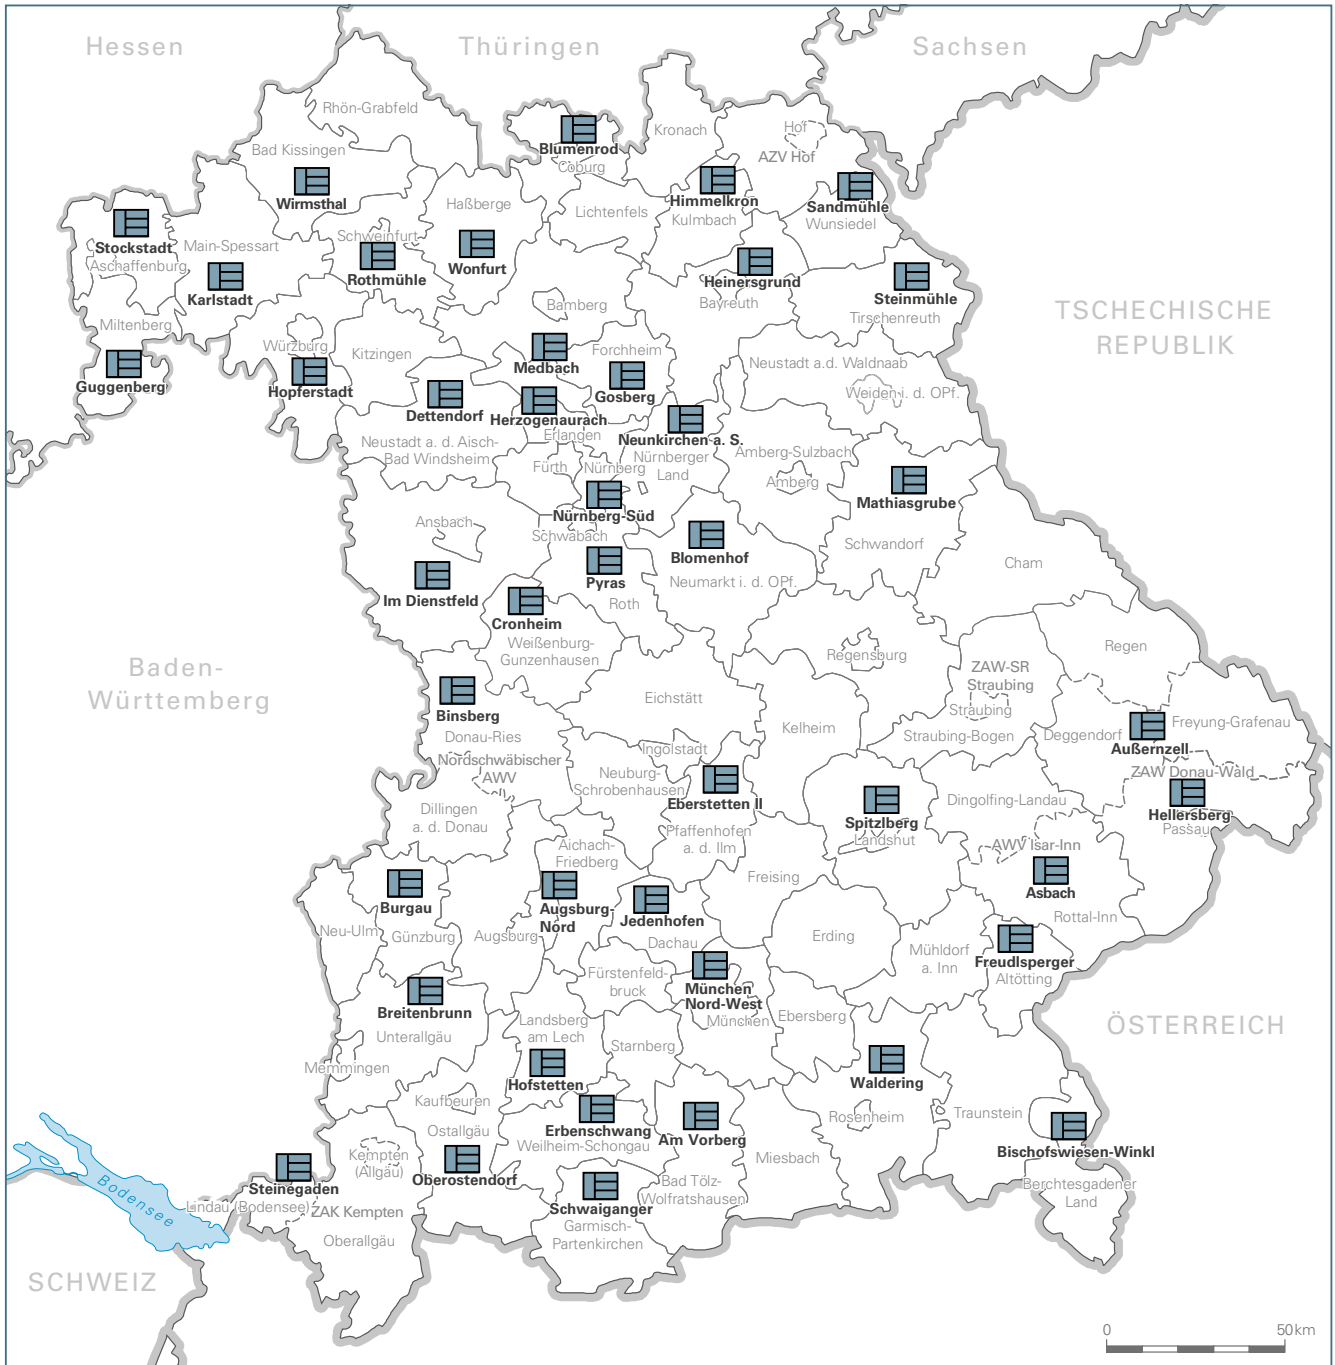 Hessen
Thüringen
Sachsen
Rhön-Grabfeld
Kronach
Hof
Blumenrod
Bad Kissingen
AZV Hof
Coburg
Wirmsthal
Haßberge
Himmelkron
Sandmühle
Lichtenfels
Kulmbach
Wunsiedel
Stockstadt
Main-Spessart
Schweinfurt
Aschaffenburg
Wonfurt
Rothmühle
Heinersgrund
Karlstadt
Steinmühle
Bamberg
Bayreuth
Tirschenreuth
TSCHECHISCHE
REPUBLIK
Miltenberg
Würzburg
Kitzingen
Forchheim
Medbach
Neustadt a.d. Waldnaab
Guggenberg
Hopferstadt
Gosberg
Weiden i. d. OPf.
Dettendorf
Herzogenaurach
Erlangen
Neunkirchen a. S.
Neustadt a. d. Aisch-
Bad Windsheim
Nürnberger
Land
Amberg-Sulzbach
Fürth
Nürnberg
Amberg
Mathiasgrube
Nürnberg-Süd
Ansbach
Schwabach
Schwandorf
Blomenhof
Cham
Pyras
Neumarkt i. d. OPf.
Im Dienstfeld
Roth
Cronheim
Weißenburg-
Gunzenhausen
Regensburg
Regen
Baden-
Württemberg
ZAW-SR
Straubing
Eichstätt
Binsberg
Straubing
Freyung-Grafenau
Kelheim
Donau-Ries
Straubing-Bogen
Deggendorf
Außernzell
Ingolstadt
Nordschwäbischer
AWV
Neuburg-
Schrobenhausen
ZAW Donau-Wald
Eberstetten II
Dingolfing-Landau
Dillingen
a. d. Donau
Spitzlberg
Hellersberg
Pfaffenhofen
a. d. Ilm
Landshut
Passau
Aichach-
Friedberg
AWV Isar-Inn
Freising
Asbach
Burgau
Augsburg-
Nord
Jedenhofen
Rottal-Inn
Neu-Ulm
Günzburg
Augsburg
Dachau
Erding
Mühldorf
a. Inn
Freudlsperger
Altötting
Fürstenfeld-
bruck
München
Nord-West
Breitenbrunn
München
Ebersberg
Landsberg
am Lech
ÖSTERREICH
Unterallgäu
Starnberg
Memmingen
Hofstetten
Waldering
Kaufbeuren
Traunstein
Rosenheim
Ostallgäu
Erbenschwang
Am Vorberg
Weilheim-Schongau
Kempten
(Allgäu)
Miesbach
Bischofswiesen-Winkl
Oberostendorf
Steinegaden
Bad Tölz-
Wolfratshausen
Berchtesgadener
Land
Bodensee
Lindau (Bodensee)
ZAK Kempten
Schwaiganger
Garmisch-
Partenkirchen
Oberallgäu
SCHWEIZ
0
50 km